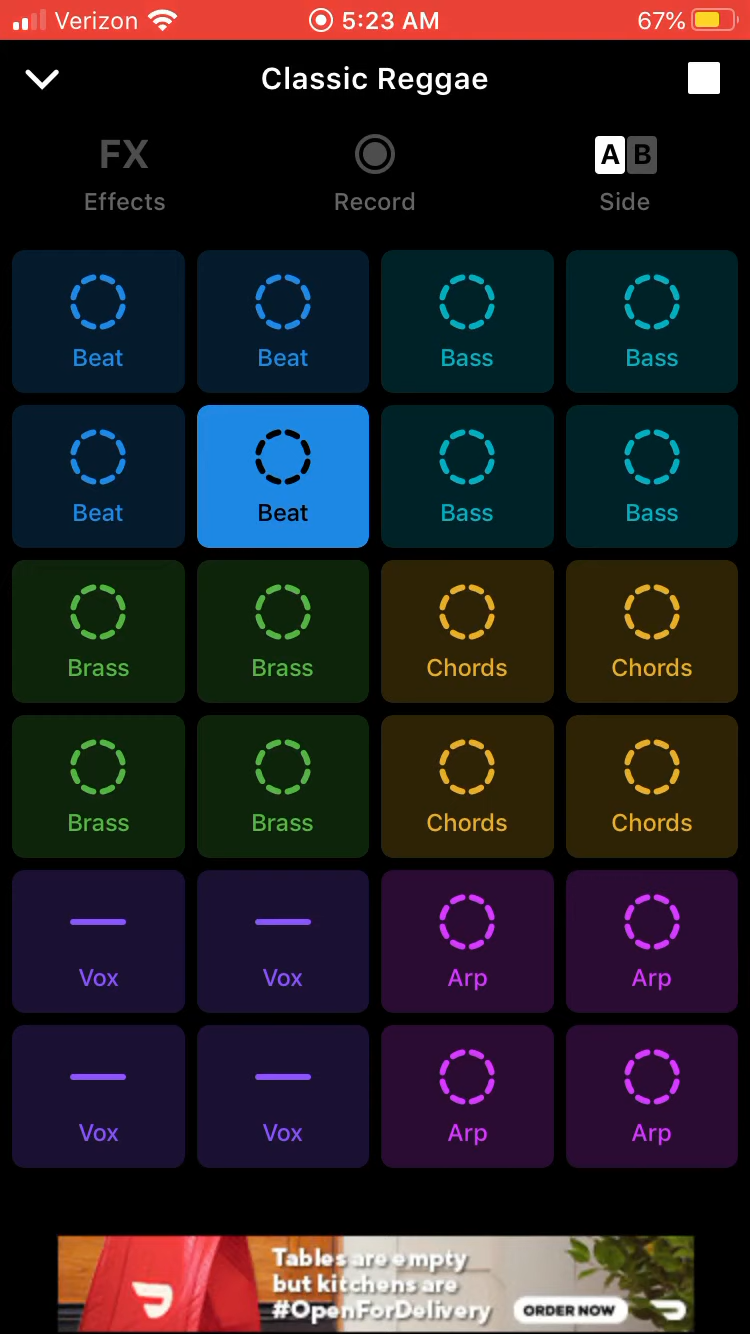 Verizon 5:23 AM 67%
Classic Reggae
FX A B
Effects Record Side
Beat Beat Bass Bass
Beat Beat Bass Bass
Brass Brass Chords Chords
Brass Brass Chords Chords
Vox Vox Arp Arp
Vox Vox Arp Arp
Tables are empty
but kitchens are
#OpenForDelivery ORDER NOW